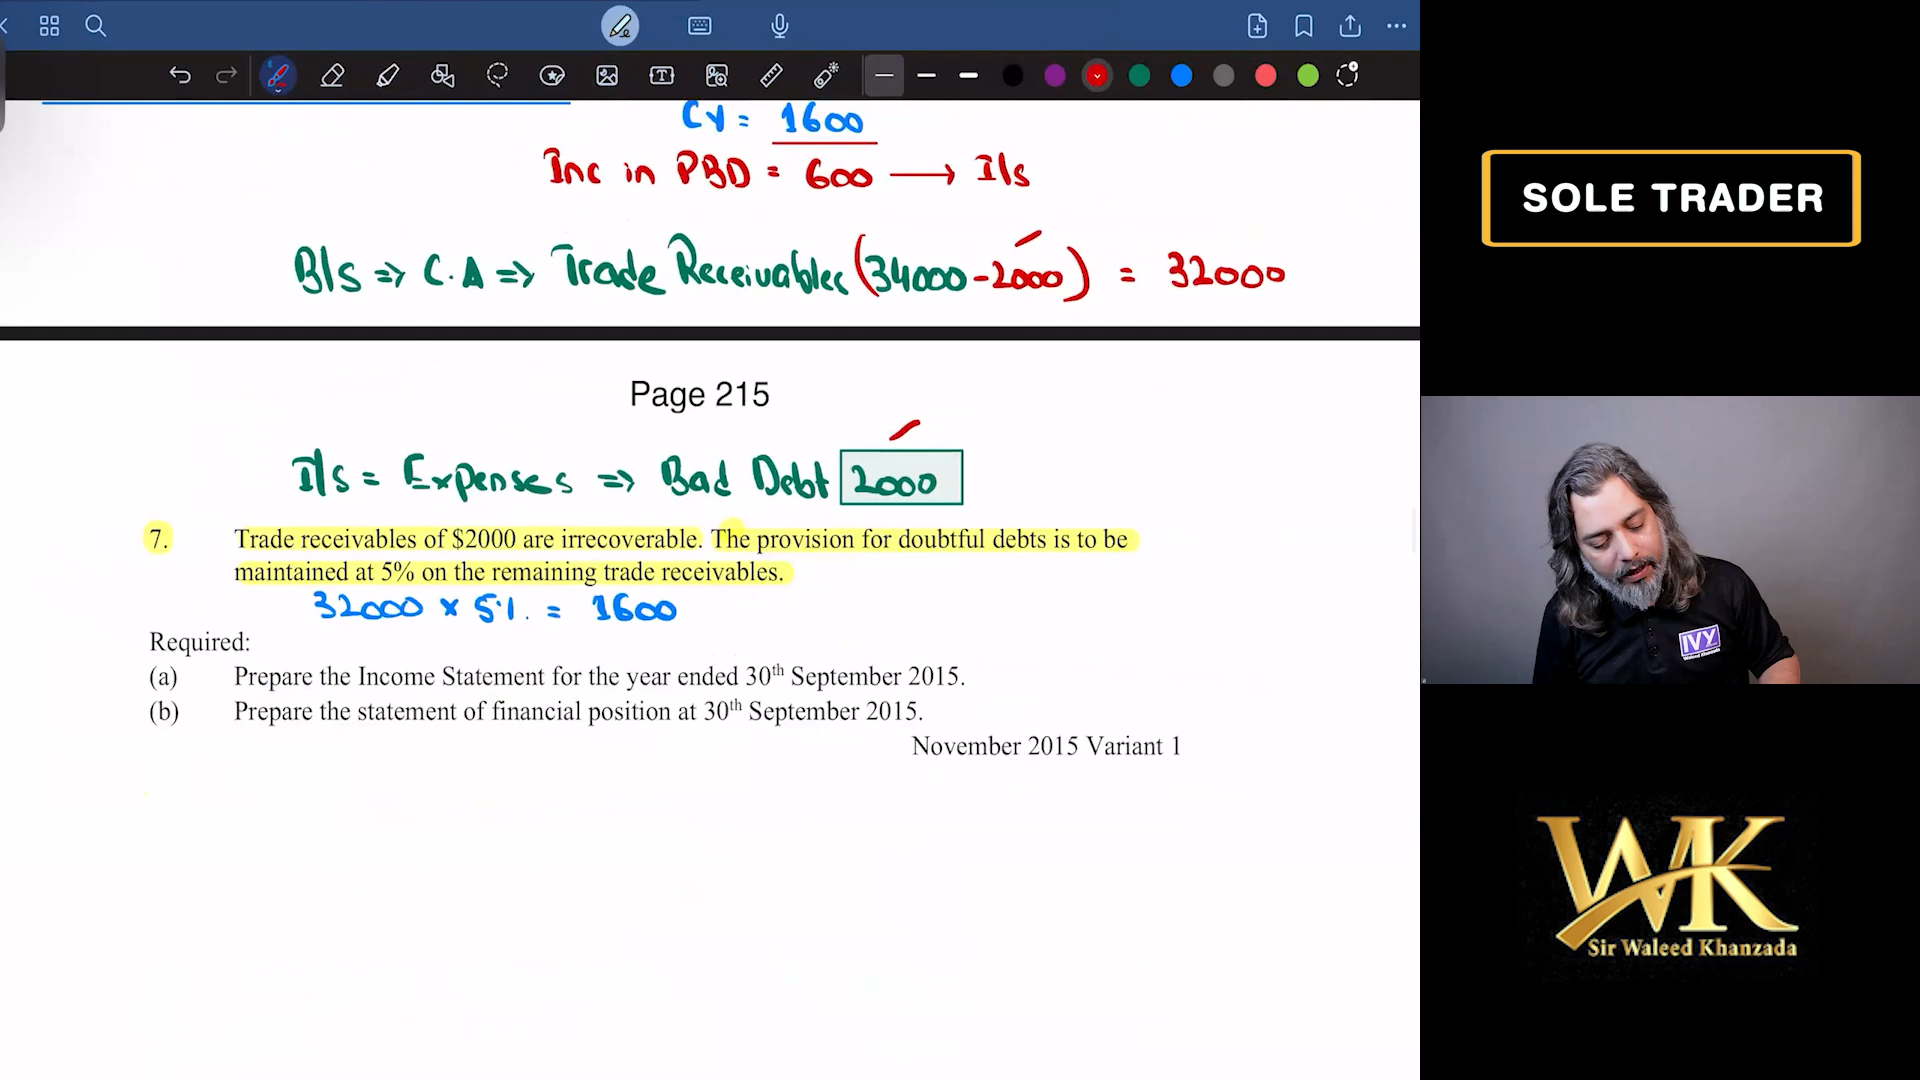 CY = 1600
Inc in PBD = 600 → I/s
SOLE TRADER
B/s ⇒ C.A ⇒ Trade Receivables (34000-2000) = 32000
Page 215
I/s = Expenses ⇒ Bad Debt 2000
7. Trade receivables of $2000 are irrecoverable. The provision for doubtful debts is to be
maintained at 5% on the remaining trade receivables.
32000 × 5%. = 1600
Required:
(a) Prepare the Income Statement for the year ended 30th September 2015.
(b) Prepare the statement of financial position at 30th September 2015.
November 2015 Variant 1
IVY
Waleed Khanzada
WK
Sir Waleed Khanzada